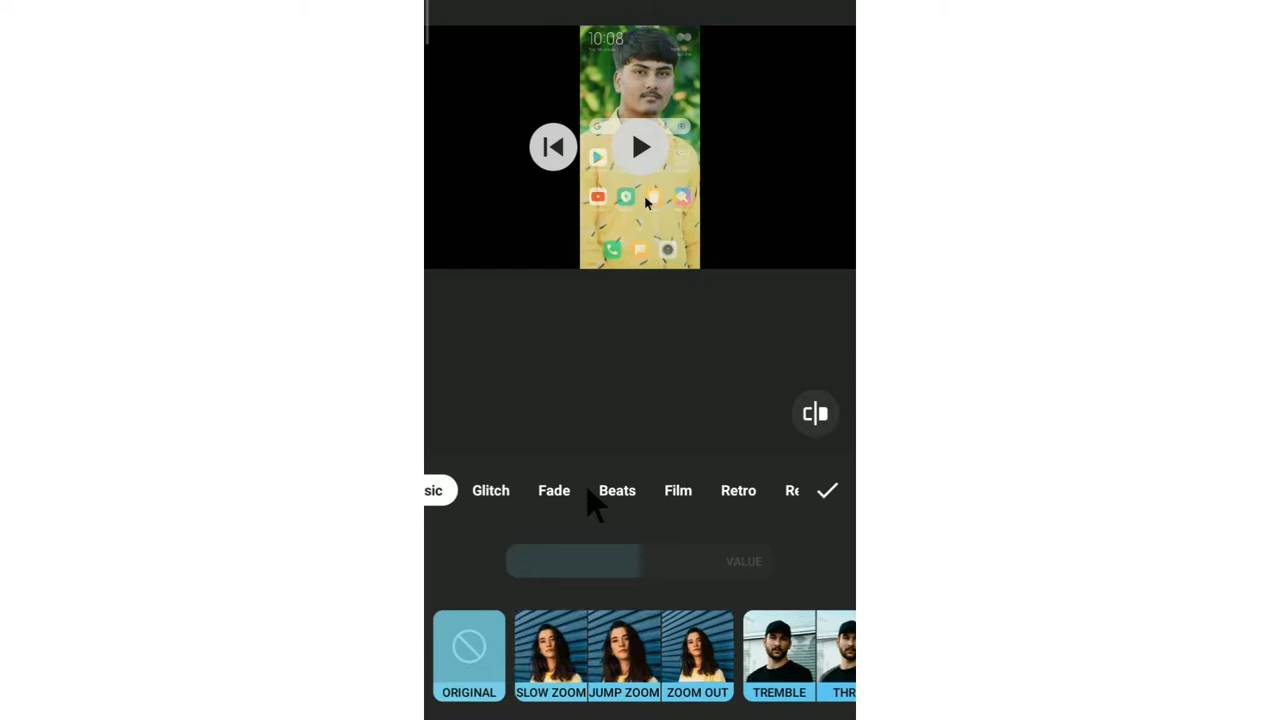 10:08
sic Glitch Fade Beats Film Retro Re
VALUE
ORIGINAL SLOW ZOOM JUMP ZOOM ZOOM OUT TREMBLE THR